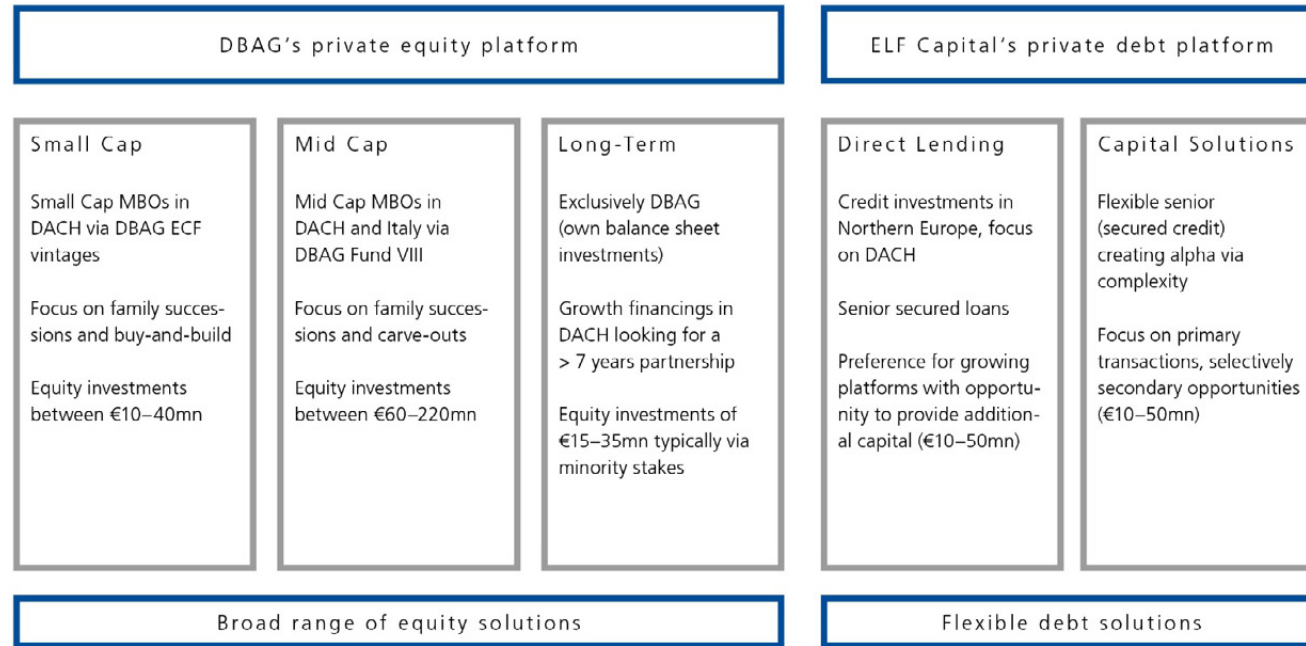 DBAG's private equity platform
ELF Capital's private debt platform
Small Cap
Small Cap MBOs in
DACH via DBAG ECF
vintages
Focus on family succes-
sions and buy-and-build
Equity investments
between €10–40mn
Mid Cap
Mid Cap MBOs in
DACH and Italy via
DBAG Fund VIII
Focus on family succes-
sions and carve-outs
Equity investments
between €60–220mn
Long-Term
Exclusively DBAG
(own balance sheet
investments)
Growth financings in
DACH looking for a
> 7 years partnership
Equity investments of
€15–35mn typically via
minority stakes
Direct Lending
Credit investments in
Northern Europe, focus
on DACH
Senior secured loans
Preference for growing
platforms with opportu-
nity to provide addition-
al capital (€10–50mn)
Capital Solutions
Flexible senior
(secured credit)
creating alpha via
complexity
Focus on primary
transactions, selectively
secondary opportunities
(€10–50mn)
Broad range of equity solutions
Flexible debt solutions